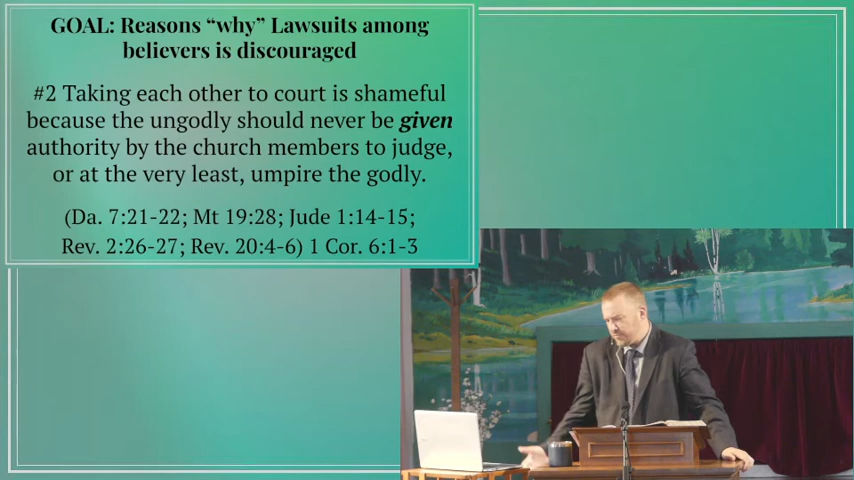 GOAL: Reasons “why” Lawsuits among
believers is discouraged
#2 Taking each other to court is shameful
because the ungodly should never be given
authority by the church members to judge,
or at the very least, umpire the godly.
(Da. 7:21-22; Mt 19:28; Jude 1:14-15;
Rev. 2:26-27; Rev. 20:4-6) 1 Cor. 6:1-3